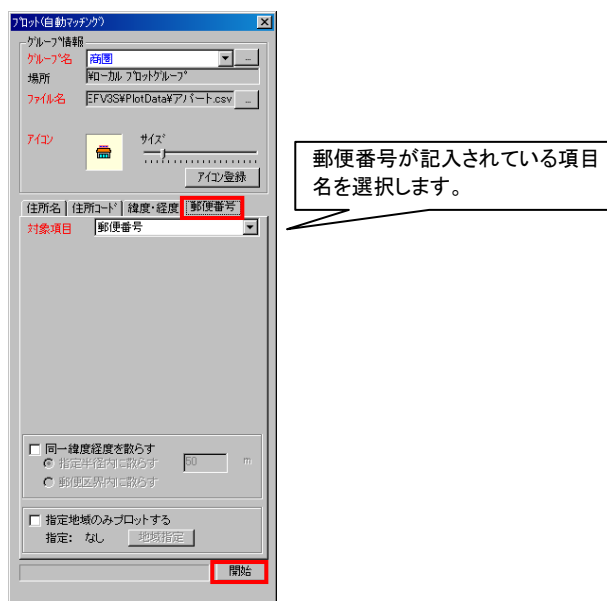 プロット(自動マッチング)
グループ情報
グループ名 商圏 ...
場所 ¥ローカル プロットグループ
ファイル名 EFV3S¥PlotData¥アパート.csv ...
アイコン サイズ
アイコン登録
住所名 住所コード 緯度・経度 郵便番号
対象項目 郵便番号
郵便番号が記入されている項目
名を選択します。
同一緯度経度を散らす
指定半径内に散らす 50 m
郵便区界内に散らす
指定地域のみプロットする
指定: なし 地域指定
開始